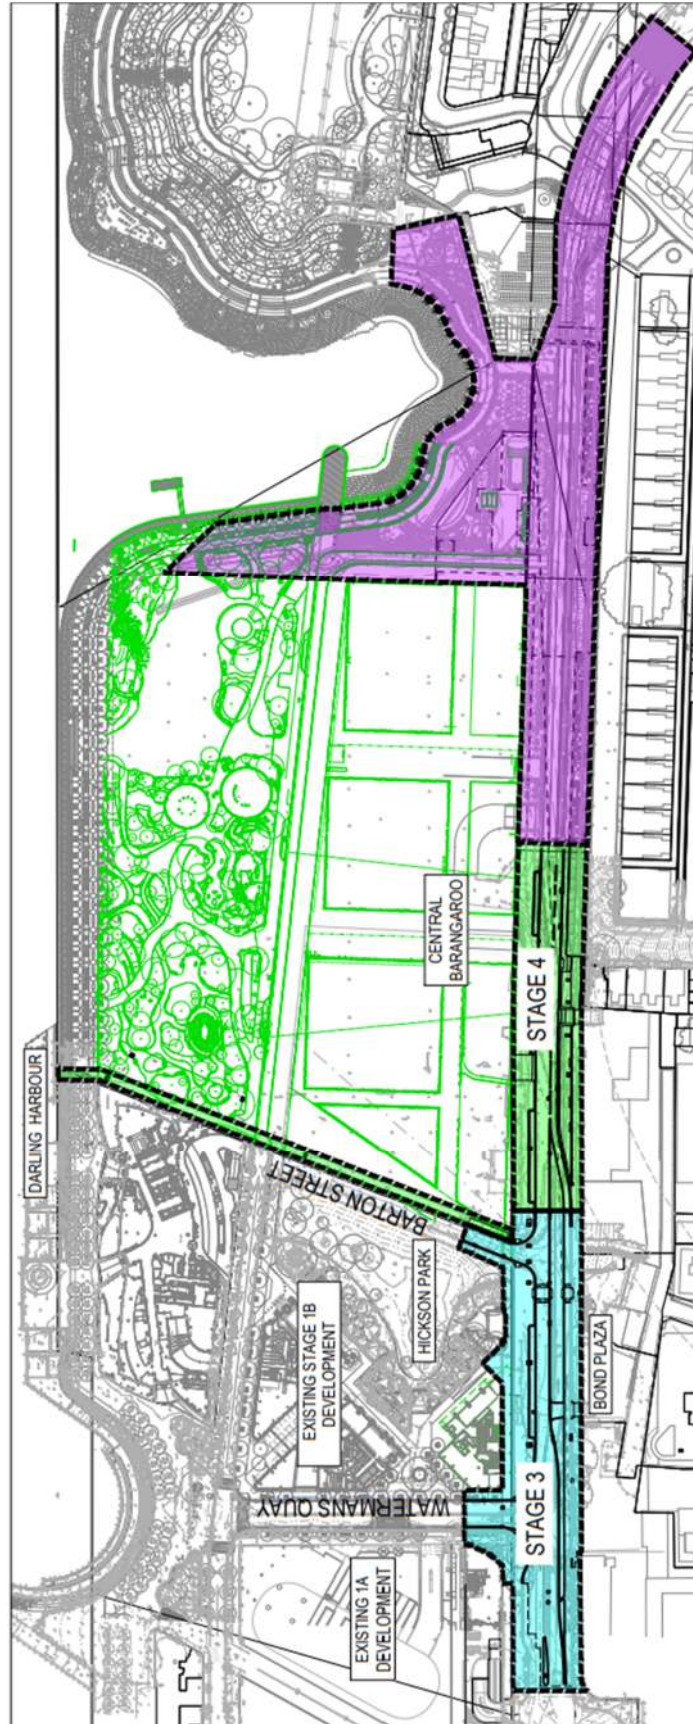 DARLING HARBOUR
CENTRAL
BARANGAROO
STAGE 4
BARTON STREET
HICKSON PARK
EXISTING STAGE 1B
DEVELOPMENT
BOND PLAZA
WATERMANS QUAY
STAGE 3
EXISTING 1A
DEVELOPMENT